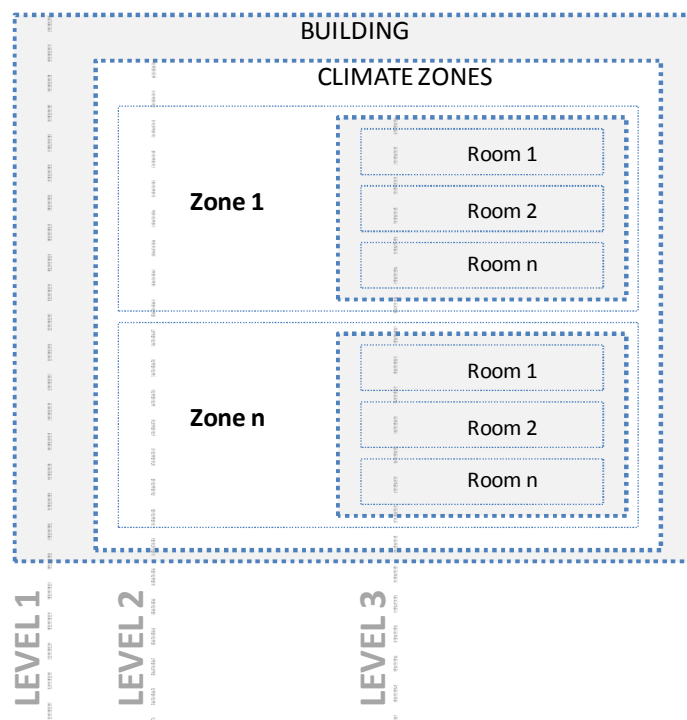 BUILDING
CLIMATE ZONES
Zone 1
Room 1
Room 2
Room n
Zone n
Room 1
Room 2
Room n
LEVEL 1
LEVEL 2
LEVEL 3